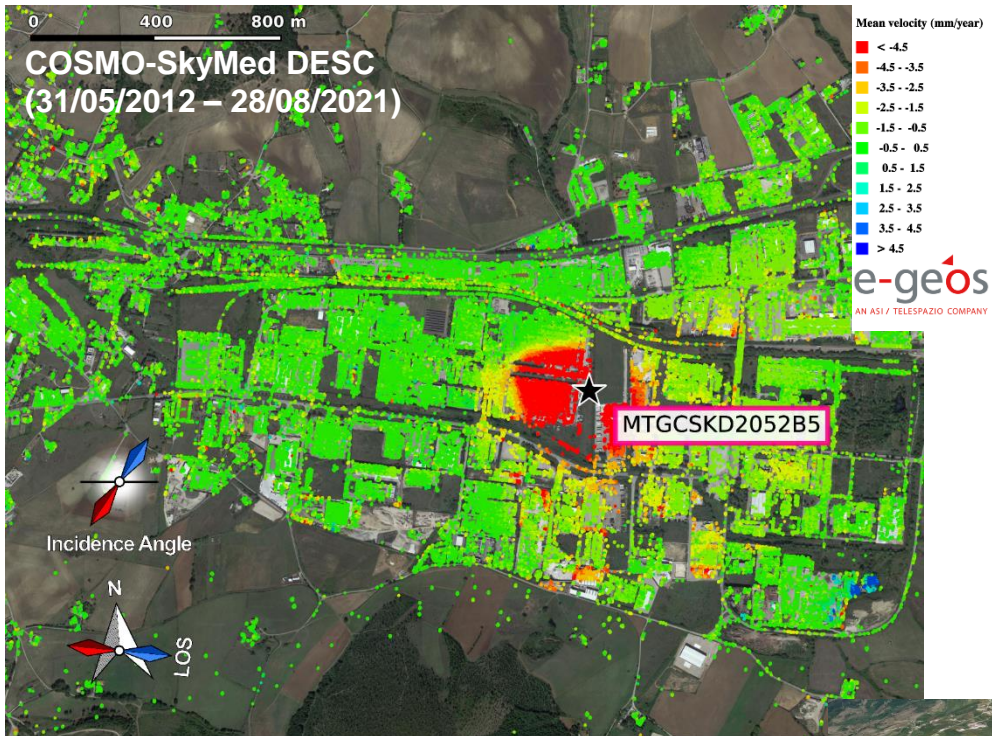 0 400 800 m
COSMO-SkyMed DESC
(31/05/2012 – 28/08/2021)
Mean velocity (mm/year)
< -4.5
-4.5 - -3.5
-3.5 - -2.5
-2.5 - -1.5
-1.5 - -0.5
-0.5 - 0.5
0.5 - 1.5
1.5 - 2.5
2.5 - 3.5
3.5 - 4.5
> 4.5
e-geos
AN ASI / TELESPAZIO COMPANY
MTGCSKD2052B5
Incidence Angle
N
LOS